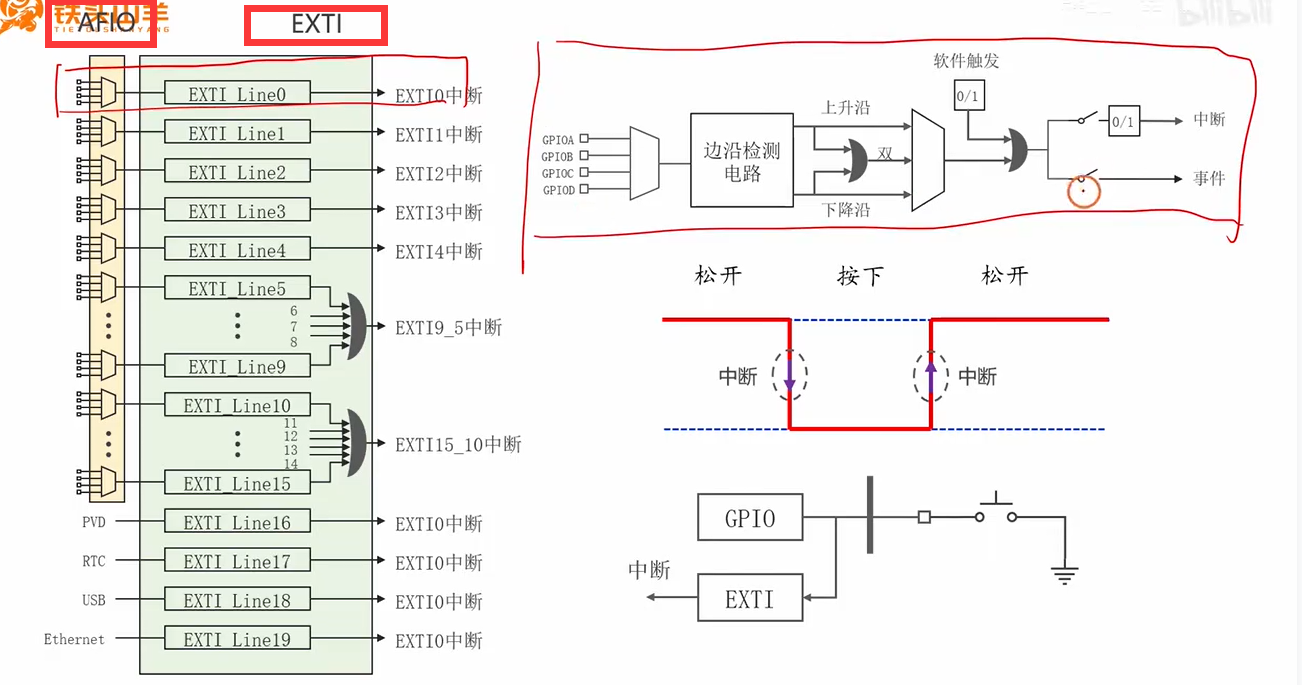 铁头山羊
TIETOUSHANYANG
AFIO
EXTI
bilibili
EXTI_Line0
EXTI0中断
EXTI_Line1
EXTI1中断
EXTI_Line2
EXTI2中断
EXTI_Line3
EXTI3中断
EXTI_Line4
EXTI4中断
EXTI_Line5
6
7
8
EXTI9_5中断
EXTI_Line9
EXTI_Line10
11
12
13
14
EXTI15_10中断
EXTI_Line15
PVD
EXTI_Line16
EXTI0中断
RTC
EXTI_Line17
EXTI0中断
USB
EXTI_Line18
EXTI0中断
Ethernet
EXTI_Line19
EXTI0中断
软件触发
0/1
上升沿
GPIOA
GPIOB
GPIOC
GPIOD
边沿检测
电路
双
下降沿
0/1
中断
事件
松开
按下
松开
中断
中断
GPIO
中断
EXTI